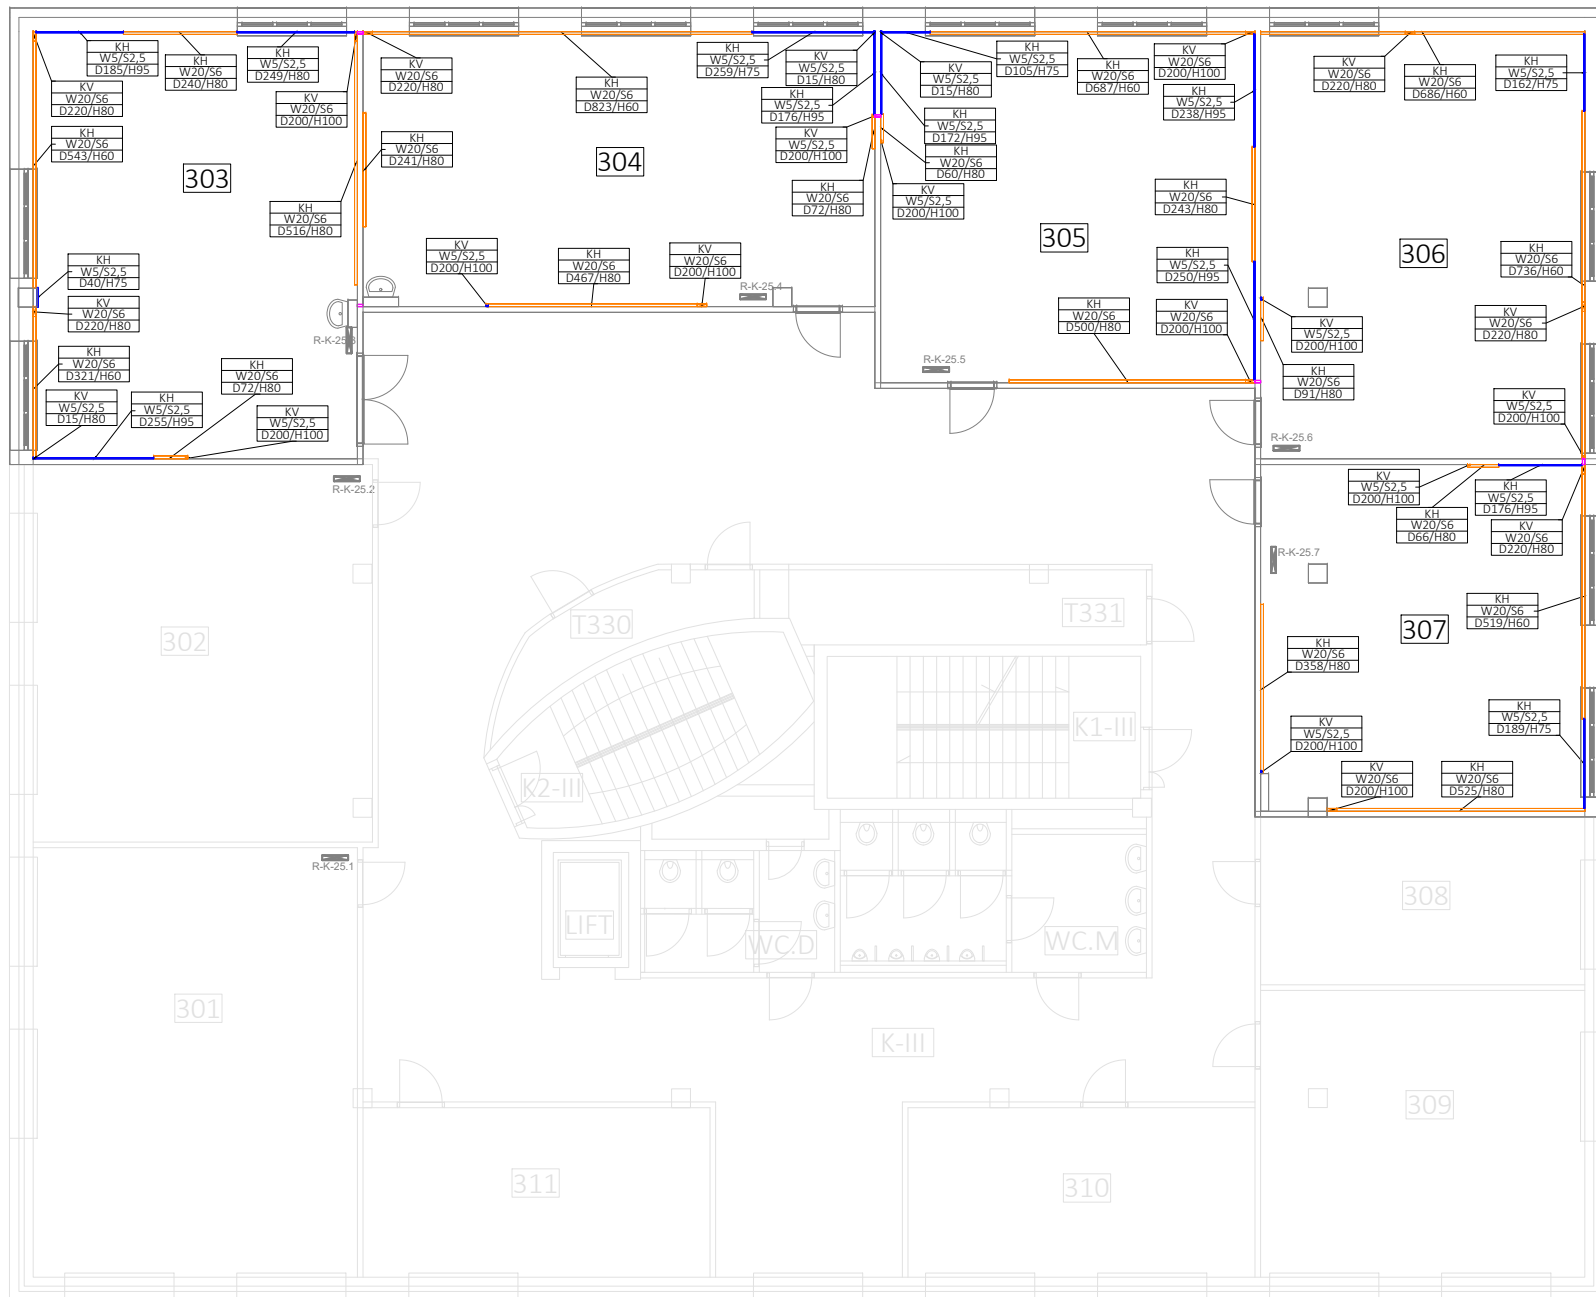 KH
W5/S2,5
D185/H95
KH
W20/S6
D240/H80
KH
W5/S2,5
D249/H80
KV
W20/S6
D220/H80
KV
W20/S6
D200/H100
KH
W20/S6
D543/H60
303
KH
W20/S6
D516/H80
KH
W5/S2,5
D40/H75
KV
W20/S6
D220/H80
KH
W20/S6
D321/H60
KH
W20/S6
D72/H80
KV
W5/S2,5
D15/H80
KH
W5/S2,5
D255/H95
KV
W5/S2,5
D200/H100
R-K-25.3
R-K-25.2
KV
W20/S6
D220/H80
KH
W20/S6
D823/H60
KH
W5/S2,5
D259/H75
KV
W5/S2,5
D15/H80
KH
W5/S2,5
D176/H95
KH
W20/S6
D241/H80
304
KV
W5/S2,5
D200/H100
KH
W20/S6
D72/H80
KV
W5/S2,5
D200/H100
KH
W20/S6
D467/H80
KV
W20/S6
D200/H100
R-K-25.4
KV
W5/S2,5
D15/H80
KH
W5/S2,5
D105/H75
KH
W20/S6
D687/H60
KV
W20/S6
D200/H100
KH
W5/S2,5
D238/H95
KH
W5/S2,5
D172/H95
KH
W20/S6
D60/H80
KV
W5/S2,5
D200/H100
KH
W20/S6
D243/H80
305
KH
W5/S2,5
D250/H95
KH
W20/S6
D500/H80
KV
W20/S6
D200/H100
R-K-25.5
KV
W20/S6
D220/H80
KH
W20/S6
D686/H60
KH
W5/S2,5
D162/H75
306
KH
W20/S6
D736/H60
KV
W20/S6
D220/H80
KV
W5/S2,5
D200/H100
KH
W20/S6
D91/H80
KV
W5/S2,5
D200/H100
R-K-25.6
KV
W5/S2,5
D200/H100
KH
W5/S2,5
D176/H95
KH
W20/S6
D66/H80
KV
W20/S6
D220/H80
R-K-25.7
KH
W20/S6
D519/H60
307
KH
W20/S6
D358/H80
KH
W5/S2,5
D189/H75
KV
W5/S2,5
D200/H100
KV
W20/S6
D200/H100
KH
W20/S6
D525/H80
302
T330
T331
K1-III
K2-III
R-K-25.1
LIFT
WC.D
WC.M
308
301
K-III
309
311
310